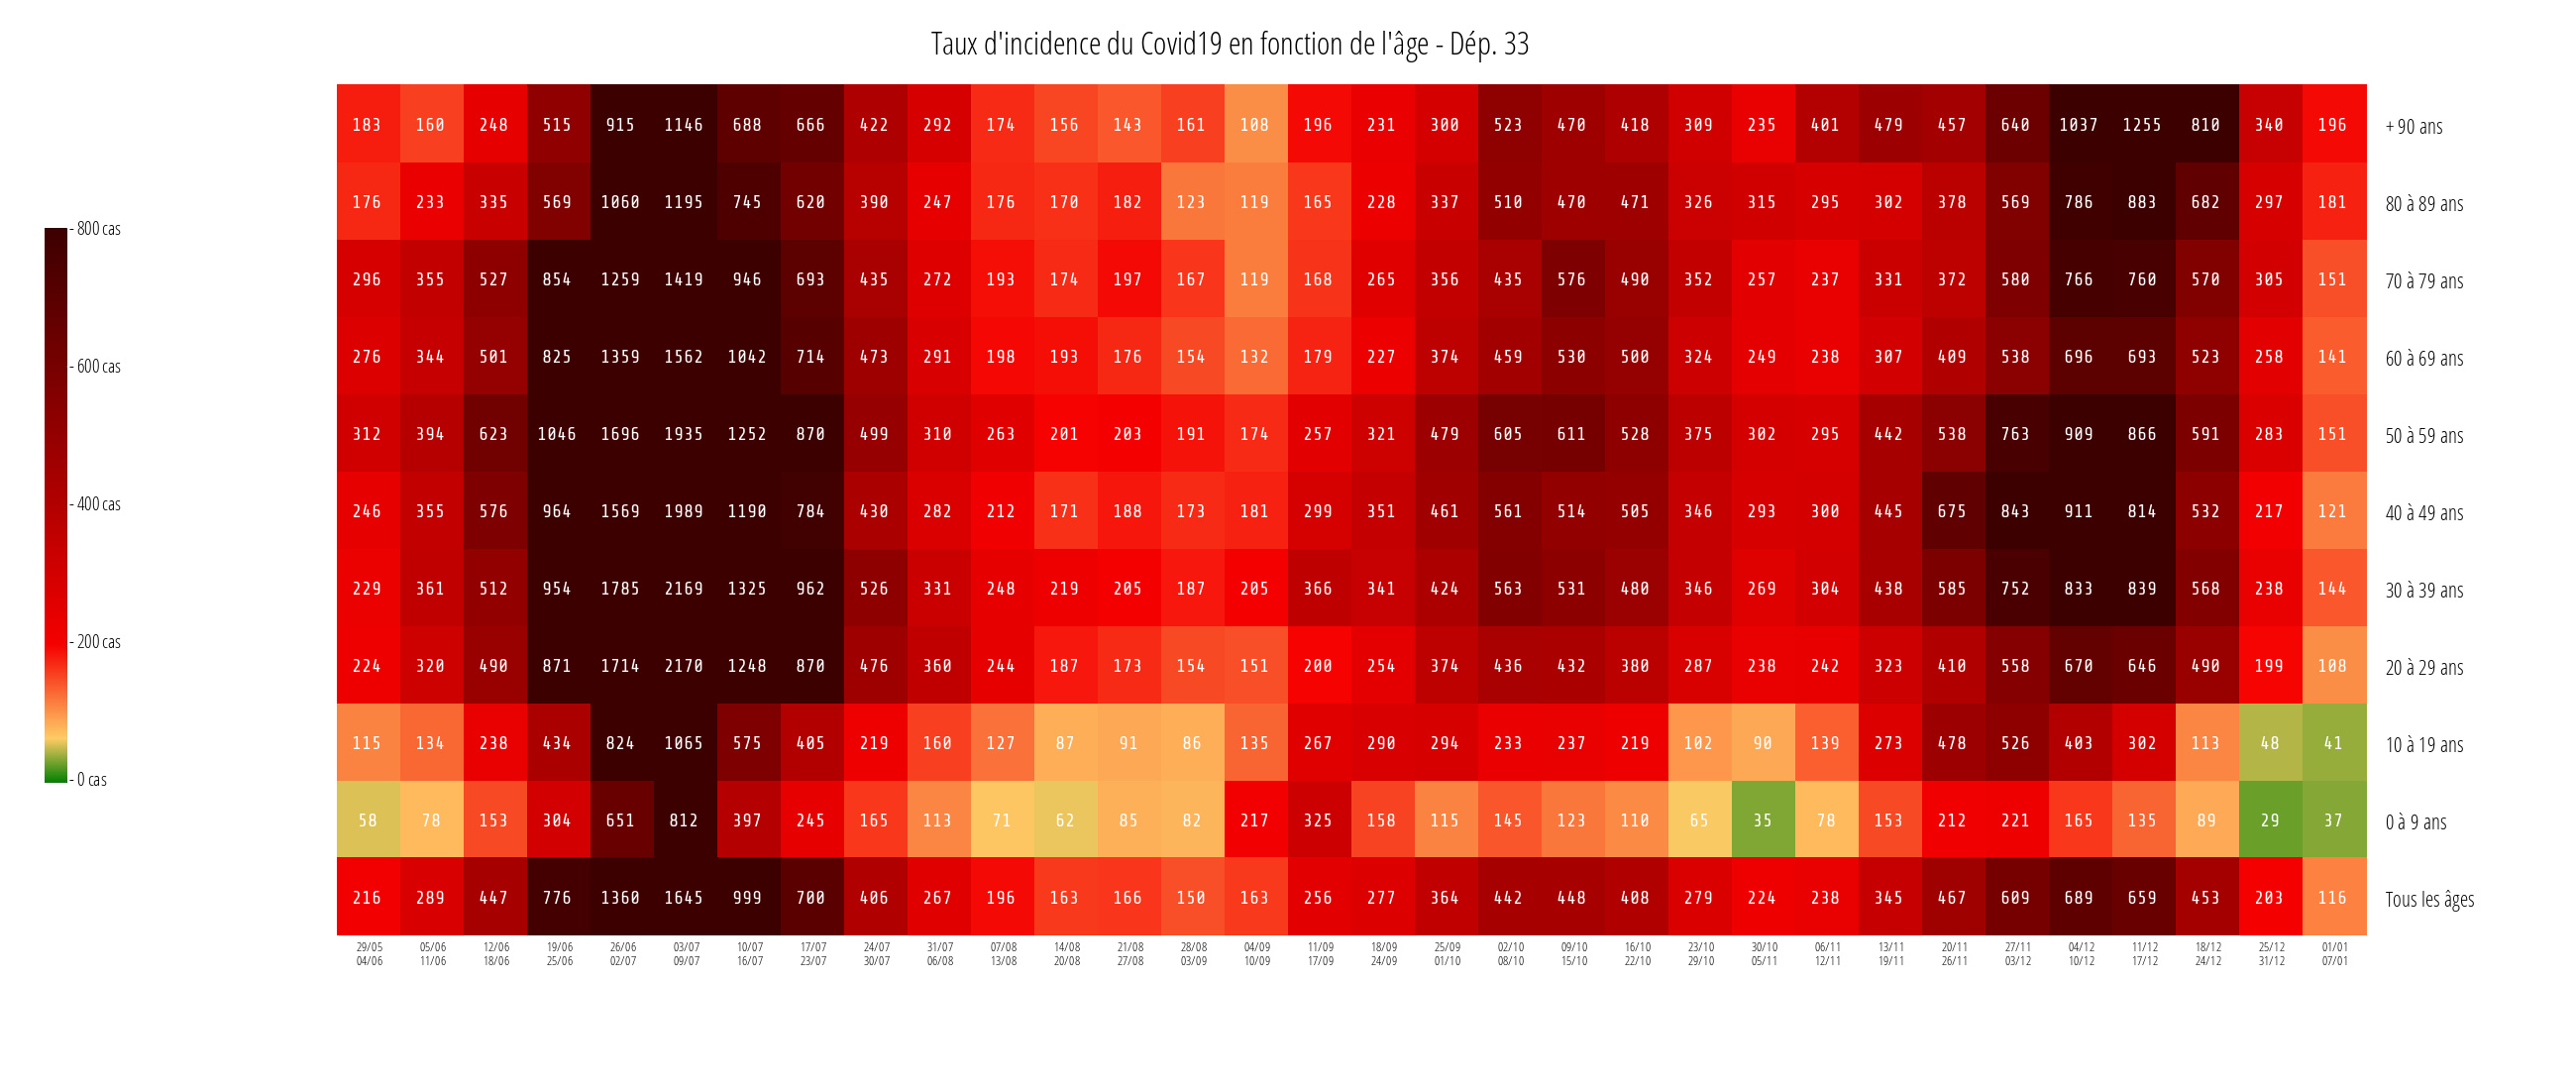 Taux d'incidence du Covid19 en fonction de l'âge - Dép. 33
- 800 cas
- 600 cas
- 400 cas
- 200 cas
- 0 cas
183 160 248 515 915 1146 688 666 422 292 174 156 143 161 108 196 231 300 523 470 418 309 235 401 479 457 640 1037 1255 810 340 196 + 90 ans
176 233 335 569 1060 1195 745 620 390 247 176 170 182 123 119 165 228 337 510 470 471 326 315 295 302 378 569 786 883 682 297 181 80 à 89 ans
296 355 527 854 1259 1419 946 693 435 272 193 174 197 167 119 168 265 356 435 576 490 352 257 237 331 372 580 766 760 570 305 151 70 à 79 ans
276 344 501 825 1359 1562 1042 714 473 291 198 193 176 154 132 179 227 374 459 530 500 324 249 238 307 409 538 696 693 523 258 141 60 à 69 ans
312 394 623 1046 1696 1935 1252 870 499 310 263 201 203 191 174 257 321 479 605 611 528 375 302 295 442 538 763 909 866 591 283 151 50 à 59 ans
246 355 576 964 1569 1989 1190 784 430 282 212 171 188 173 181 299 351 461 561 514 505 346 293 300 445 675 843 911 814 532 217 121 40 à 49 ans
229 361 512 954 1785 2169 1325 962 526 331 248 219 205 187 205 366 341 424 563 531 480 346 269 304 438 585 752 833 839 568 238 144 30 à 39 ans
224 320 490 871 1714 2170 1248 870 476 360 244 187 173 154 151 200 254 374 436 432 380 287 238 242 323 410 558 670 646 490 199 108 20 à 29 ans
115 134 238 434 824 1065 575 405 219 160 127 87 91 86 135 267 290 294 233 237 219 102 90 139 273 478 526 403 302 113 48 41 10 à 19 ans
58 78 153 304 651 812 397 245 165 113 71 62 85 82 217 325 158 115 145 123 110 65 35 78 153 212 221 165 135 89 29 37 0 à 9 ans
216 289 447 776 1360 1645 999 700 406 267 196 163 166 150 163 256 277 364 442 448 408 279 224 238 345 467 609 689 659 453 203 116 Tous les âges
29/05 05/06 12/06 19/06 26/06 03/07 10/07 17/07 24/07 31/07 07/08 14/08 21/08 28/08 04/09 11/09 18/09 25/09 02/10 09/10 16/10 23/10 30/10 06/11 13/11 20/11 27/11 04/12 11/12 18/12 25/12 01/01
04/06 11/06 18/06 25/06 02/07 09/07 16/07 23/07 30/07 06/08 13/08 20/08 27/08 03/09 10/09 17/09 24/09 01/10 08/10 15/10 22/10 29/10 05/11 12/11 19/11 26/11 03/12 10/12 17/12 24/12 31/12 07/01